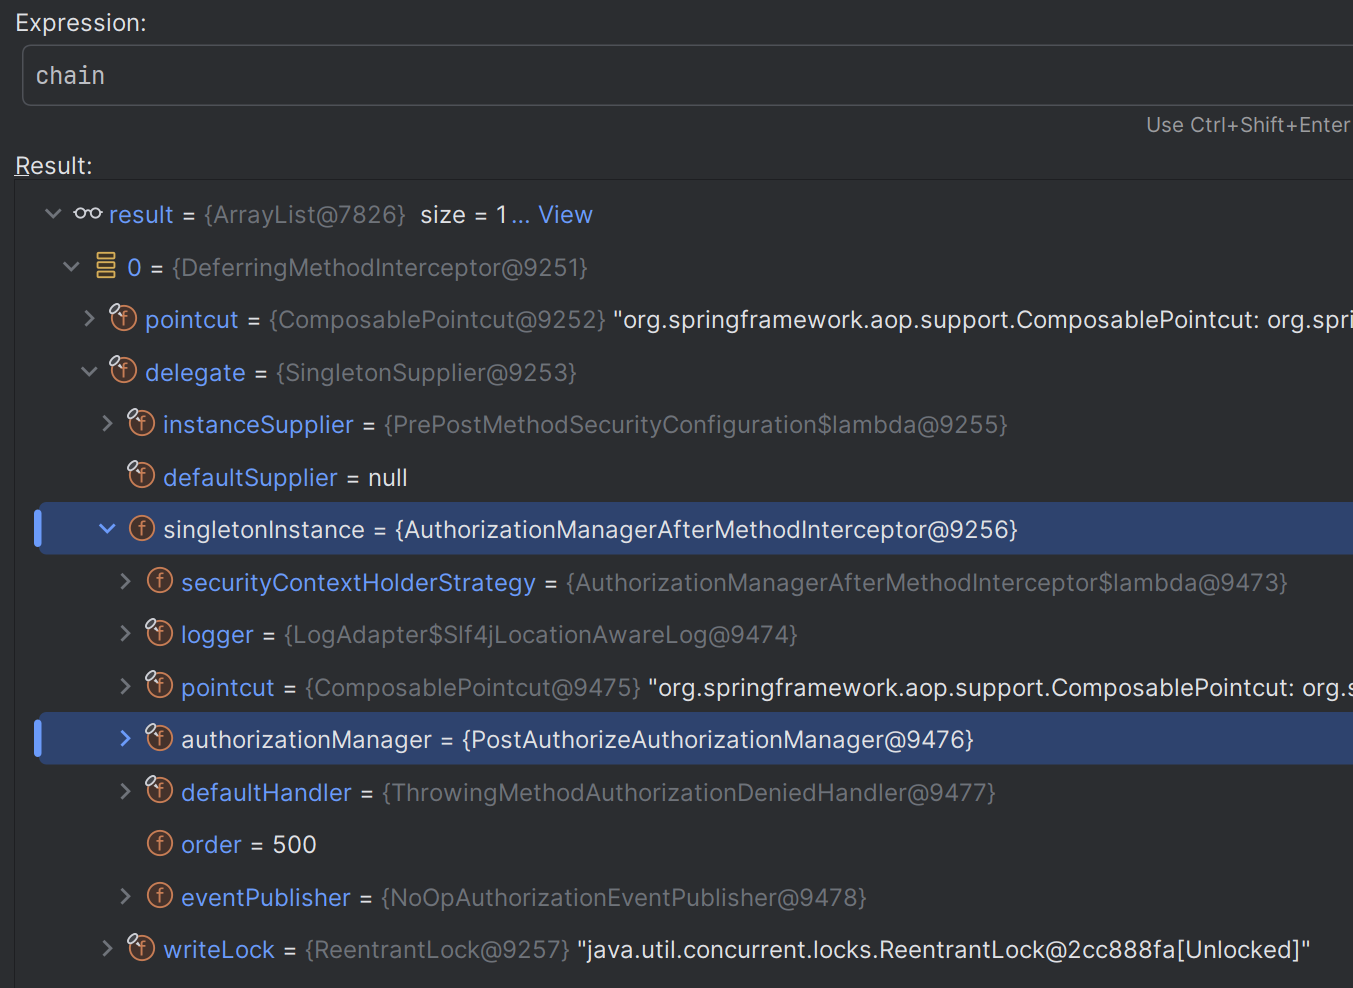 Expression:
chain
Use Ctrl+Shift+Enter
Result:
result = {ArrayList@7826} size = 1... View
0 = {DeferringMethodInterceptor@9251}
pointcut = {ComposablePointcut@9252} "org.springframework.aop.support.ComposablePointcut: org.spri
delegate = {SingletonSupplier@9253}
instanceSupplier = {PrePostMethodSecurityConfiguration$lambda@9255}
defaultSupplier = null
singletonInstance = {AuthorizationManagerAfterMethodInterceptor@9256}
securityContextHolderStrategy = {AuthorizationManagerAfterMethodInterceptor$lambda@9473}
logger = {LogAdapter$Slf4jLocationAwareLog@9474}
pointcut = {ComposablePointcut@9475} "org.springframework.aop.support.ComposablePointcut: org.s
authorizationManager = {PostAuthorizeAuthorizationManager@9476}
defaultHandler = {ThrowingMethodAuthorizationDeniedHandler@9477}
order = 500
eventPublisher = {NoOpAuthorizationEventPublisher@9478}
writeLock = {ReentrantLock@9257} "java.util.concurrent.locks.ReentrantLock@2cc888fa[Unlocked]"